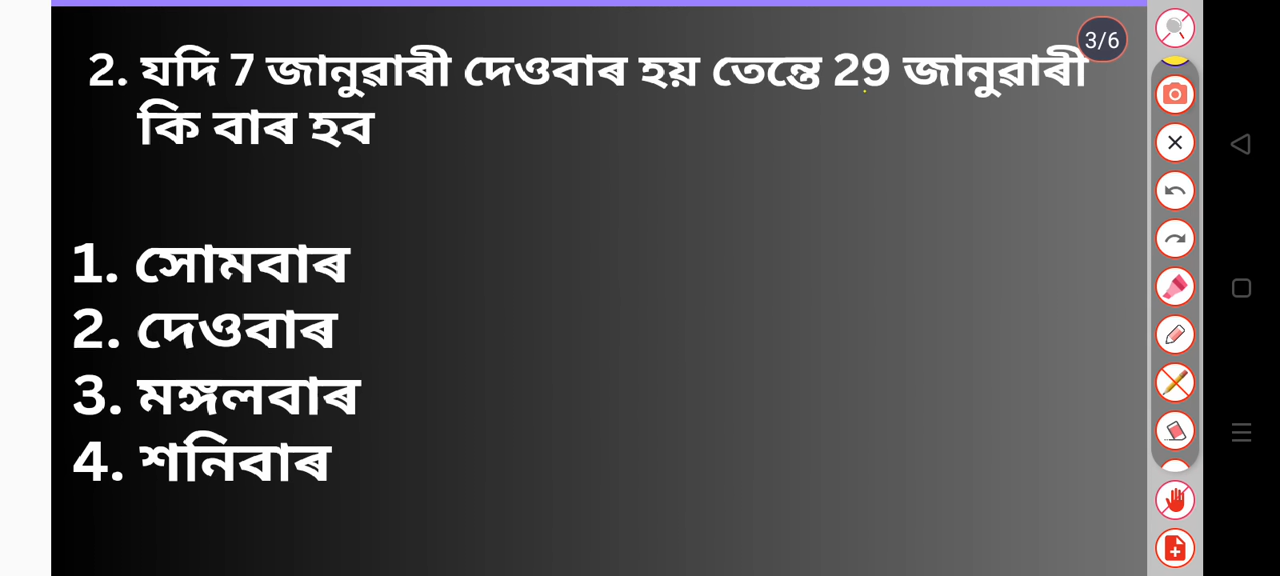 3/6
2. যদি 7 জানুৱাৰী দেওবাৰ হয় তেন্তে 29 জানুৱাৰী
কি বাৰ হব
1. সোমবাৰ
2. দেওবাৰ
3. মঙ্গলবাৰ
4. শনিবাৰ